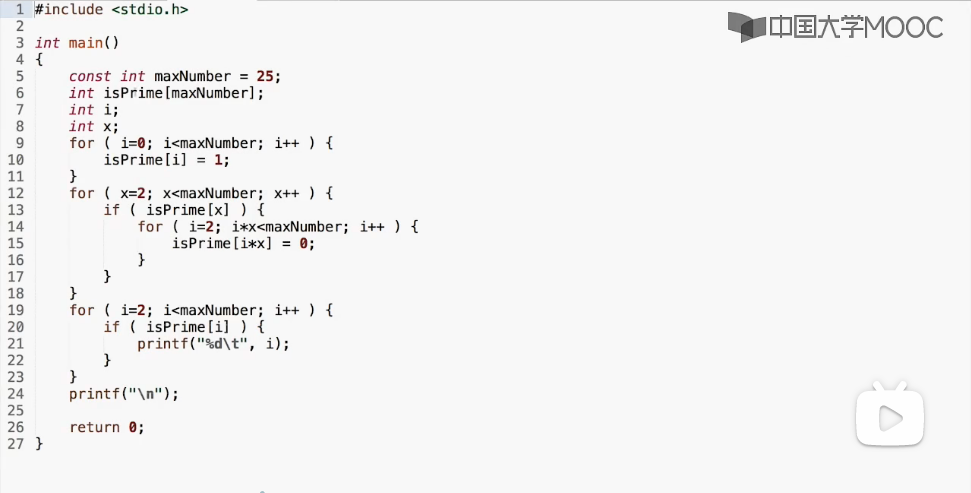 中国大学MOOC
1 #include <stdio.h>
2
3 int main()
4 {
5     const int maxNumber = 25;
6     int isPrime[maxNumber];
7     int i;
8     int x;
9     for ( i=0; i<maxNumber; i++ ) {
10         isPrime[i] = 1;
11     }
12     for ( x=2; x<maxNumber; x++ ) {
13         if ( isPrime[x] ) {
14             for ( i=2; i*x<maxNumber; i++ ) {
15                 isPrime[i*x] = 0;
16             }
17         }
18     }
19     for ( i=2; i<maxNumber; i++ ) {
20         if ( isPrime[i] ) {
21             printf("%d\t", i);
22         }
23     }
24     printf("\n");
25
26     return 0;
27 }